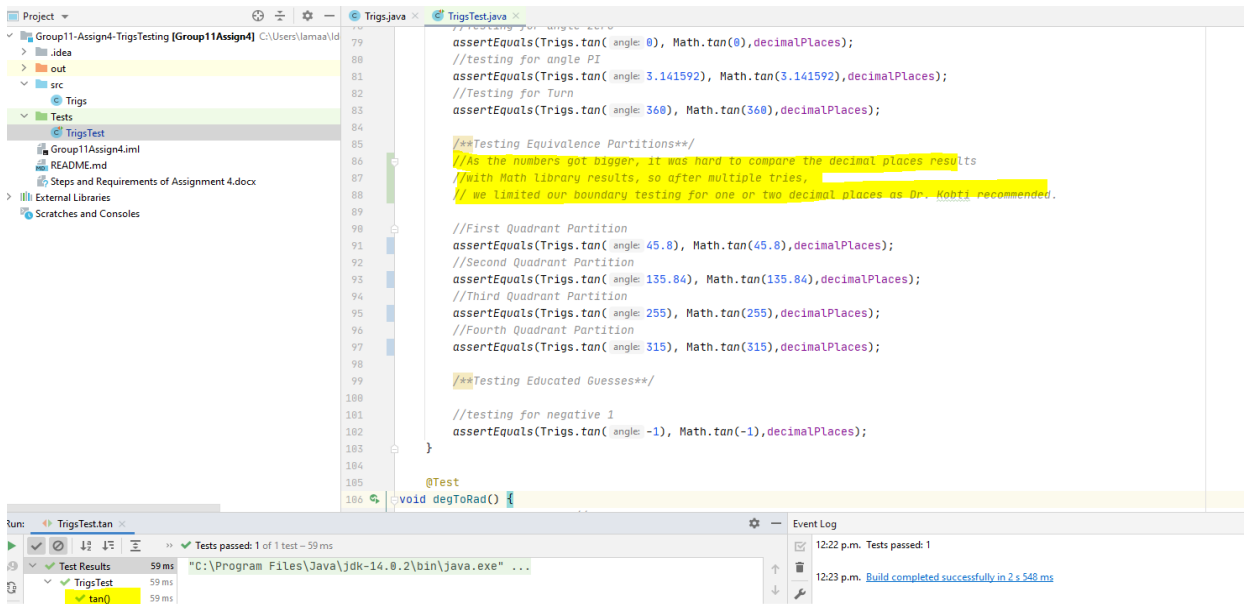 Project
Trigs.java
TrigsTest.java
Group11-Assign4-TrigsTesting [Group11Assign4] C:\Users\lamaa\Id
.idea
out
src
Trigs
Tests
TrigsTest
Group11Assign4.iml
README.md
Steps and Requirements of Assignment 4.docx
External Libraries
Scratches and Consoles
79 assertEquals(Trigs.tan( angle: 0), Math.tan(0),decimalPlaces);
80 //testing for angle PI
81 assertEquals(Trigs.tan( angle: 3.141592), Math.tan(3.141592),decimalPlaces);
82 //Testing for Turn
83 assertEquals(Trigs.tan( angle: 360), Math.tan(360),decimalPlaces);
84
85 /**Testing Equivalence Partitions**/
86 //As the numbers got bigger, it was hard to compare the decimal places results
87 //with Math library results, so after multiple tries,
88 // we limited our boundary testing for one or two decimal places as Dr. Kobti recommended.
89
90 //First Quadrant Partition
91 assertEquals(Trigs.tan( angle: 45.8), Math.tan(45.8),decimalPlaces);
92 //Second Quadrant Partition
93 assertEquals(Trigs.tan( angle: 135.84), Math.tan(135.84),decimalPlaces);
94 //Third Quadrant Partition
95 assertEquals(Trigs.tan( angle: 255), Math.tan(255),decimalPlaces);
96 //Fourth Quadrant Partition
97 assertEquals(Trigs.tan( angle: 315), Math.tan(315),decimalPlaces);
98
99 /**Testing Educated Guesses**/
100
101 //testing for negative 1
102 assertEquals(Trigs.tan( angle: -1), Math.tan(-1),decimalPlaces);
103 }
104
105 @Test
106 void degToRad() {
Run: TrigsTest.tan
Event Log
Tests passed: 1 of 1 test – 59 ms
Test Results 59 ms
TrigsTest 59 ms
tan() 59 ms
"C:\Program Files\Java\jdk-14.0.2\bin\java.exe" ...
12:22 p.m. Tests passed: 1
12:23 p.m. Build completed successfully in 2 s 548 ms